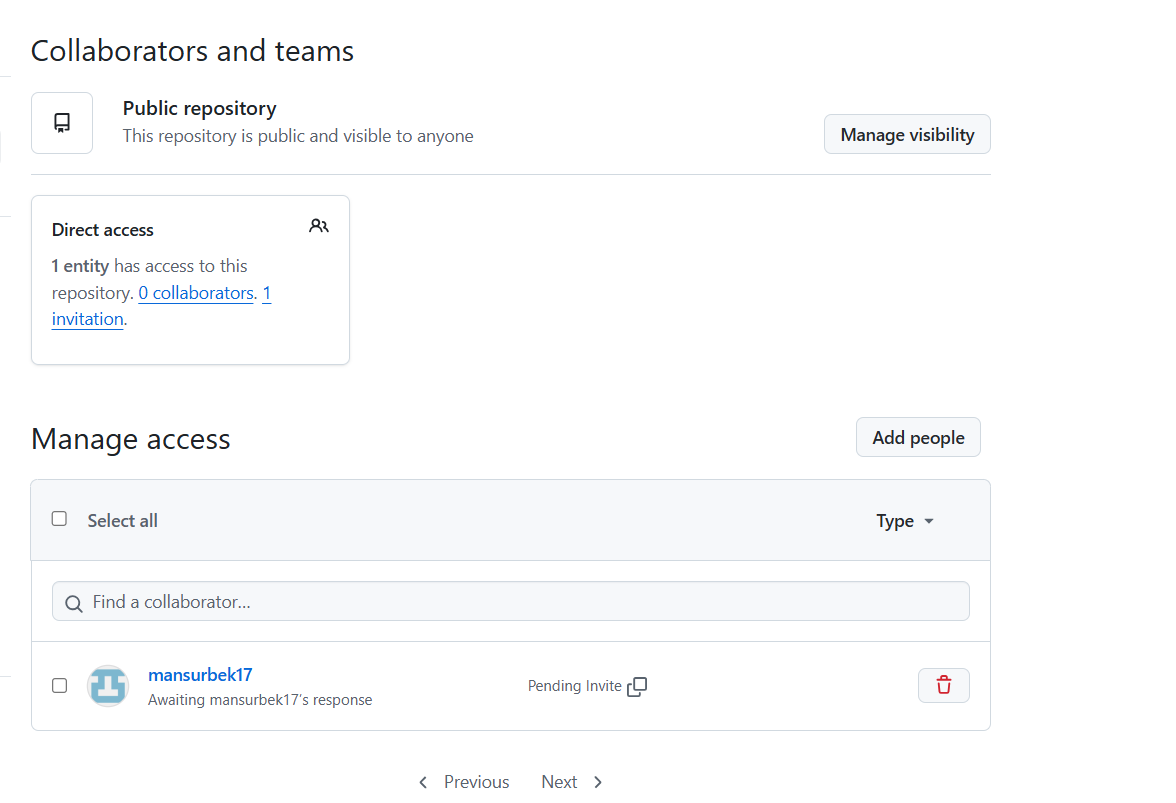 Collaborators and teams
Public repository
This repository is public and visible to anyone
Manage visibility
Direct access
1 entity has access to this
repository. 0 collaborators. 1
invitation.
Manage access
Add people
Select all
Type
Find a collaborator...
mansurbek17
Awaiting mansurbek17's response
Pending Invite
Previous
Next